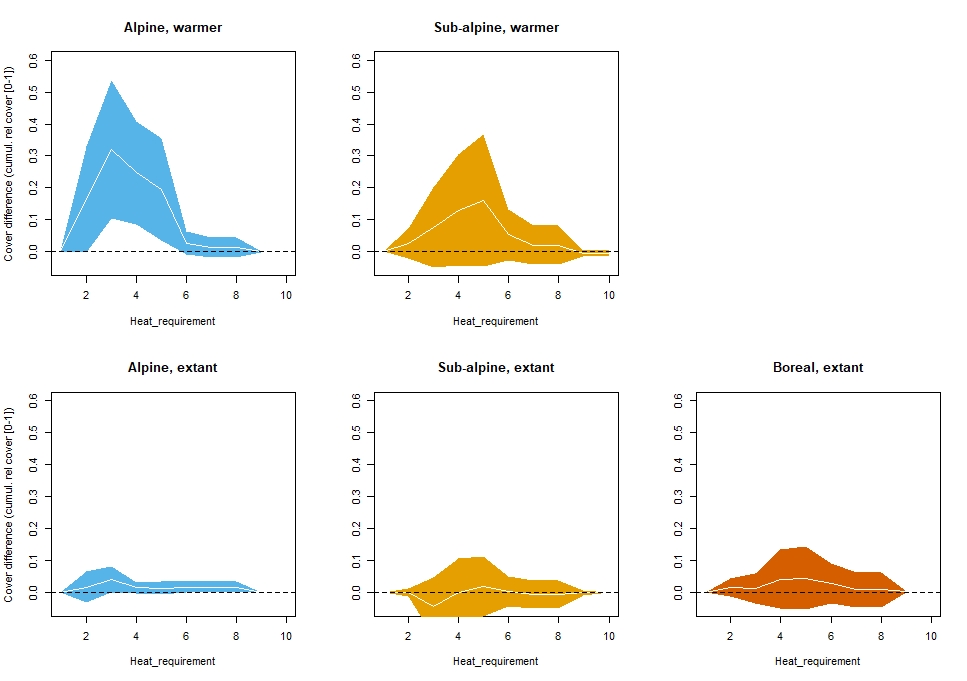 Alpine, warmer
Cover difference (cumul. rel cover [0-1])
0.6
0.5
0.4
0.3
0.2
0.1
0.0
2 4 6 8 10
Heat_requirement
Sub-alpine, warmer
0.6
0.5
0.4
0.3
0.2
0.1
0.0
2 4 6 8 10
Heat_requirement
Alpine, extant
Cover difference (cumul. rel cover [0-1])
0.6
0.5
0.4
0.3
0.2
0.1
0.0
2 4 6 8 10
Heat_requirement
Sub-alpine, extant
0.6
0.5
0.4
0.3
0.2
0.1
0.0
2 4 6 8 10
Heat_requirement
Boreal, extant
0.6
0.5
0.4
0.3
0.2
0.1
0.0
2 4 6 8 10
Heat_requirement